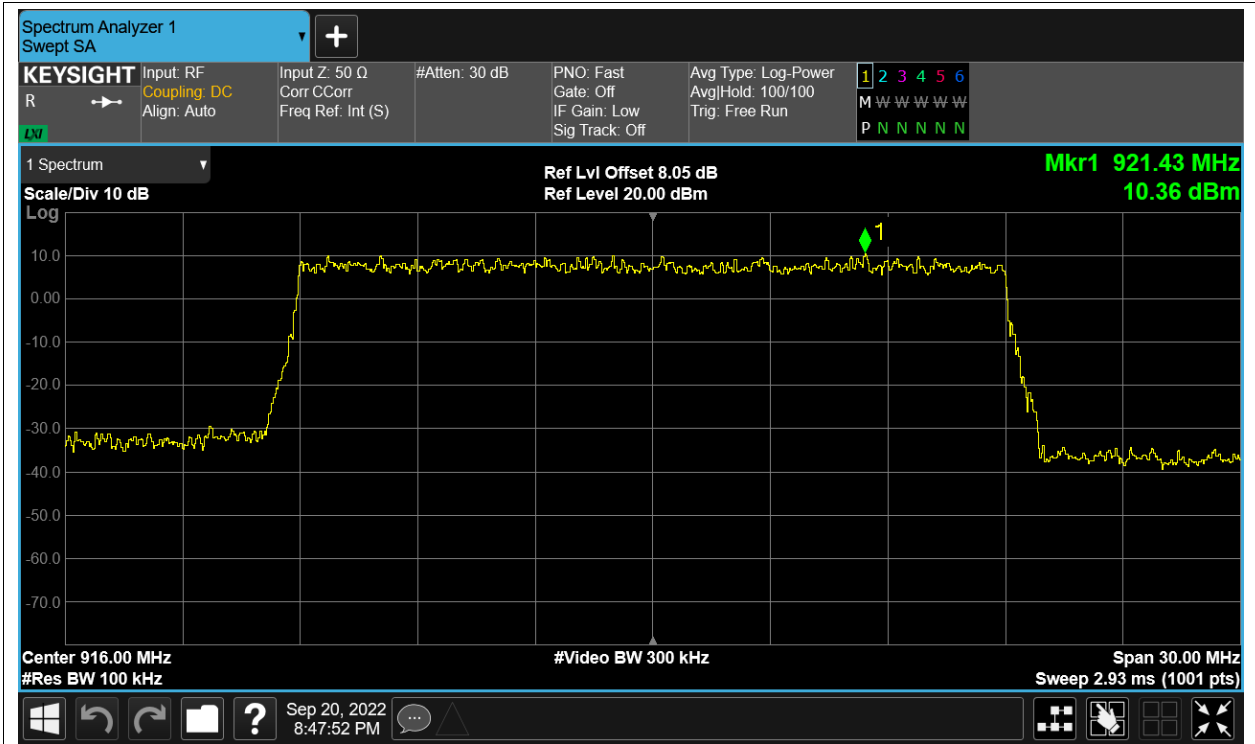 Spectrum Analyzer 1
Swept SA
+
KEYSIGHT
R
LXI
Input: RF
Coupling: DC
Align: Auto
Input Z: 50 Ω
Corr CCorr
Freq Ref: Int (S)
#Atten: 30 dB
PNO: Fast
Gate: Off
IF Gain: Low
Sig Track: Off
Avg Type: Log-Power
Avg|Hold: 100/100
Trig: Free Run
1 2 3 4 5 6
M W W W W W
P N N N N N
1 Spectrum
Scale/Div 10 dB
Log
Ref Lvl Offset 8.05 dB
Ref Level 20.00 dBm
Mkr1 921.43 MHz
10.36 dBm
1
10.0
0.00
-10.0
-20.0
-30.0
-40.0
-50.0
-60.0
-70.0
Center 916.00 MHz
#Res BW 100 kHz
#Video BW 300 kHz
Span 30.00 MHz
Sweep 2.93 ms (1001 pts)
?
Sep 20, 2022
8:47:52 PM